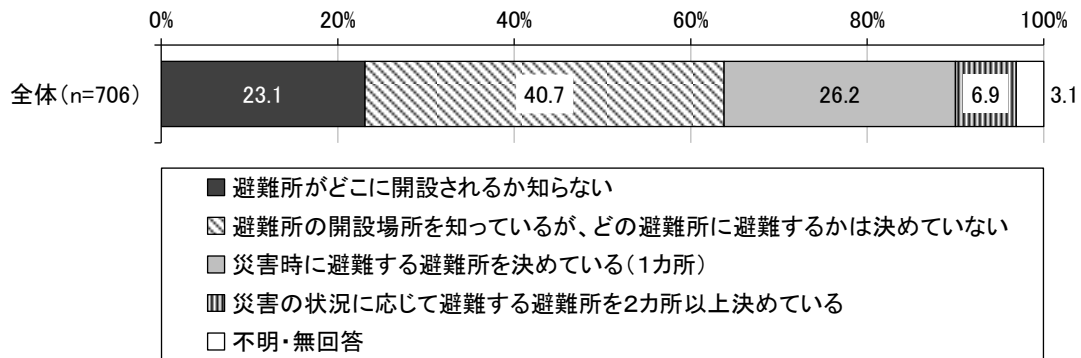 0% 20% 40% 60% 80% 100%
全体(n=706) 23.1 40.7 26.2 6.9 3.1
避難所がどこに開設されるか知らない
避難所の開設場所を知っているが、どの避難所に避難するかは決めていない
災害時に避難する避難所を決めている(1カ所)
災害の状況に応じて避難する避難所を2カ所以上決めている
不明・無回答